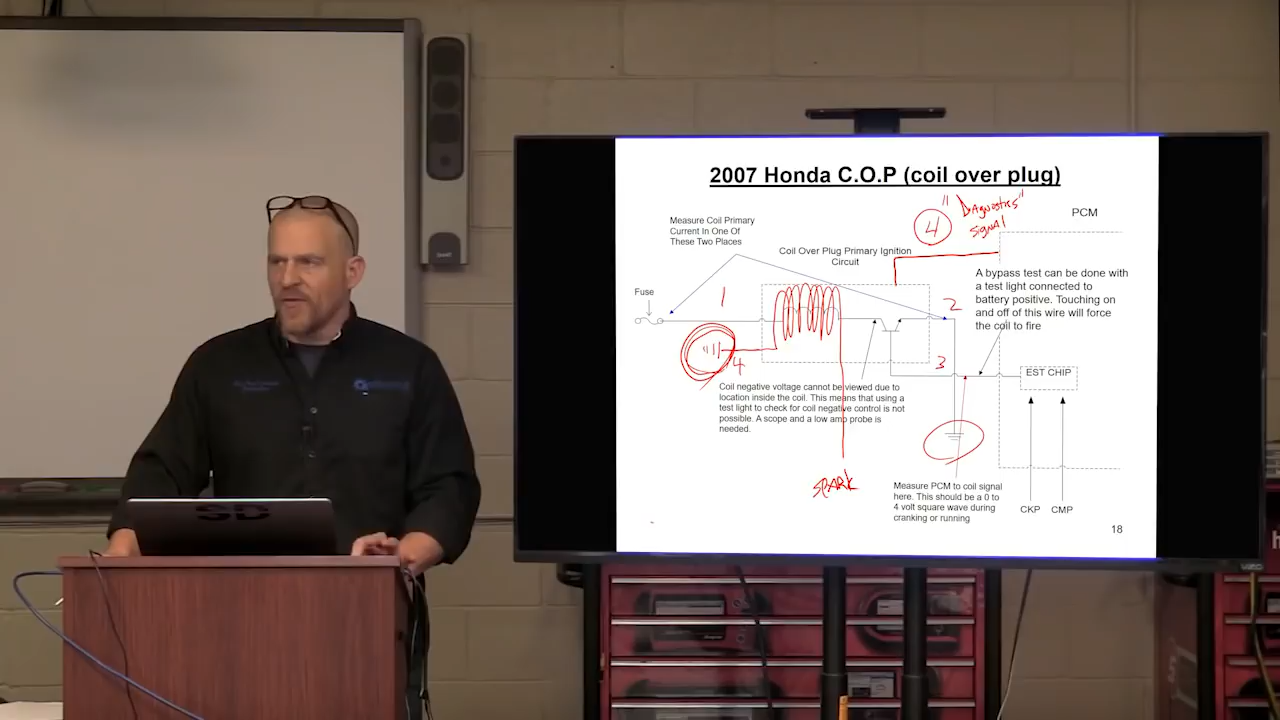 2007 Honda C.O.P (coil over plug)
4
"Diagnostics"
signal
PCM
Measure Coil Primary
Current In One Of
These Two Places
Coil Over Plug Primary Ignition
Circuit
A bypass test can be done with
a test light connected to
battery positive. Touching on
and off of this wire will force
the coil to fire
Fuse
1
2
3
4
EST CHIP
Coil negative voltage cannot be viewed due to
location inside the coil. This means that using a
test light to check for coil negative control is not
possible. A scope and a low amp probe is
needed.
SPARK
Measure PCM to coil signal
here. This should be a 0 to
4 volt square wave during
cranking or running
CKP
CMP
18
SD